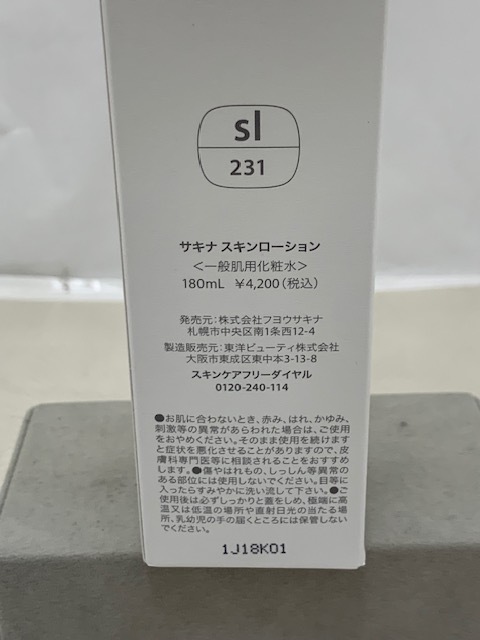 sl
231
サキナ スキンローション
＜一般肌用化粧水＞
180mL ¥4,200（税込）
発売元：株式会社フヨウサキナ
札幌市中央区南1条西12-4
製造販売元：東洋ビューティ株式会社
大阪市東成区東中本3-13-8
スキンケアフリーダイヤル
0120-240-114
●お肌に合わないとき、赤み、はれ、かゆみ、
刺激等の異常があらわれた場合は、ご使用
をおやめください。そのまま使用を続けます
と症状を悪化させることがありますので、皮
膚科専門医等に相談されることをおすすめ
します。●傷やはれもの、しっしん等異常の
ある部位には使用しないでください。目等に
入ったらすみやかに洗い流して下さい。●ご
使用後は必ずしっかりと蓋をしめ、極端に高
温又は低温の場所や直射日光の当たる場
所、乳幼児の手の届くところには保管しない
でください。
1J18K01